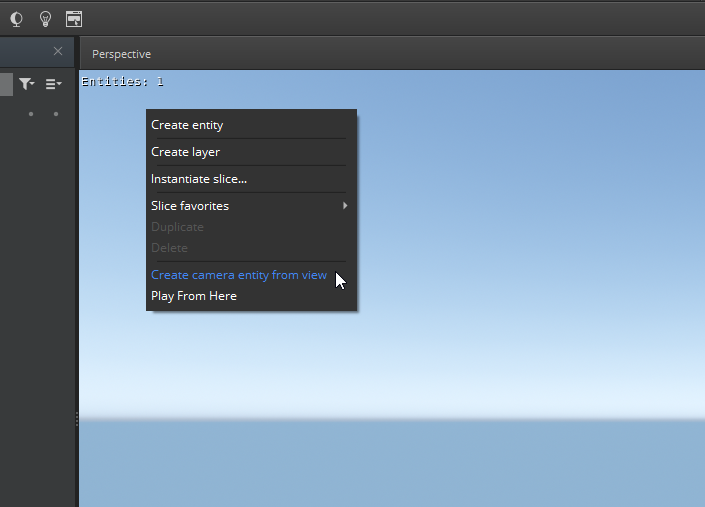 Perspective
Entities: 1
Create entity
Create layer
Instantiate slice...
Slice favorites
Duplicate
Delete
Create camera entity from view
Play From Here